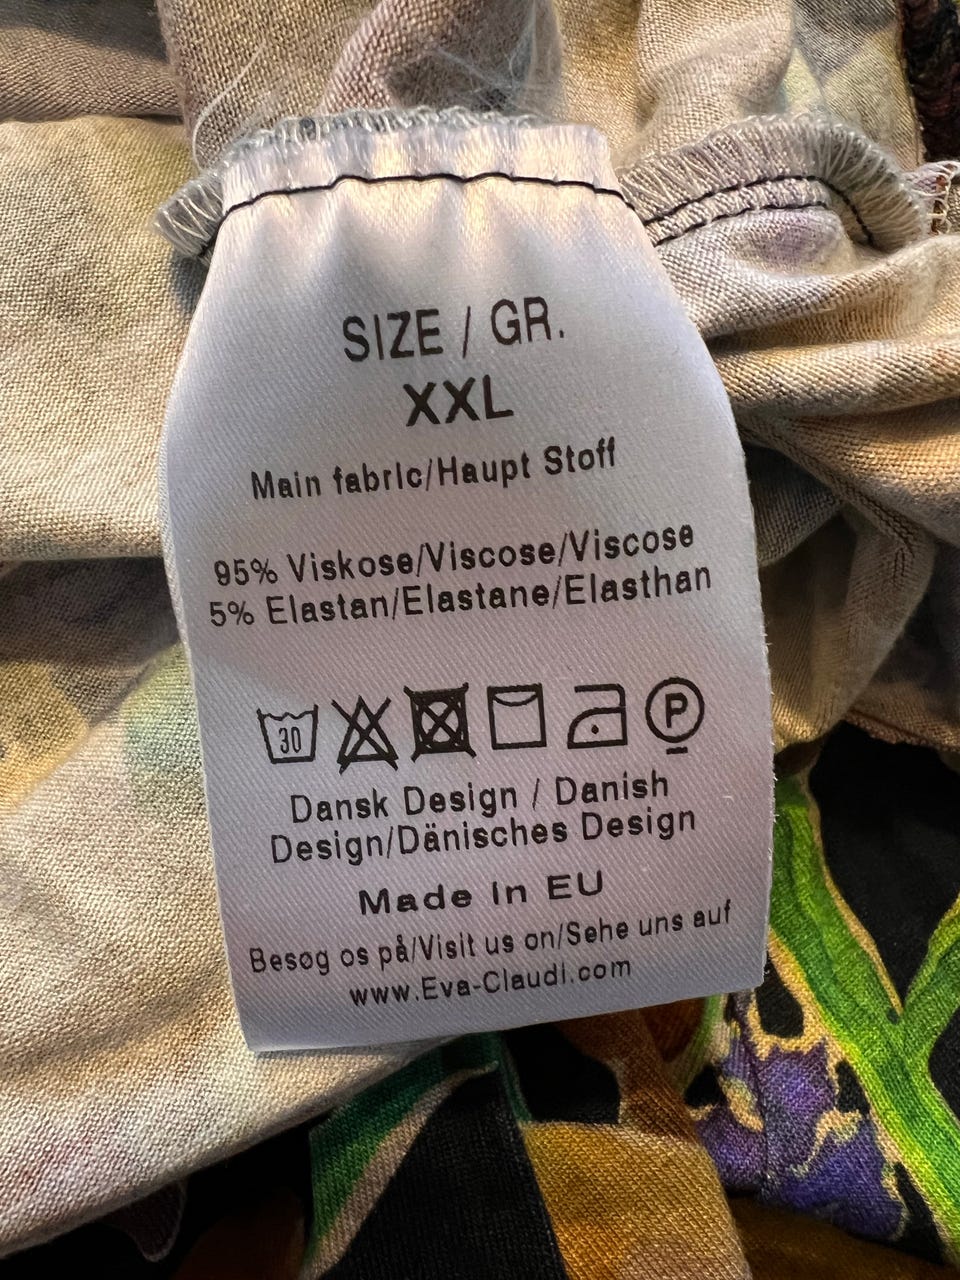 SIZE / GR.
XXL
Main fabric/Haupt Stoff
95% Viskose/Viscose/Viscose
5% Elastan/Elastane/Elasthan
30 P
Dansk Design / Danish
Design/Dänisches Design
Made in EU
Besøg os på/Visit us on/Sehe uns auf
www.Eva-Claudi.com